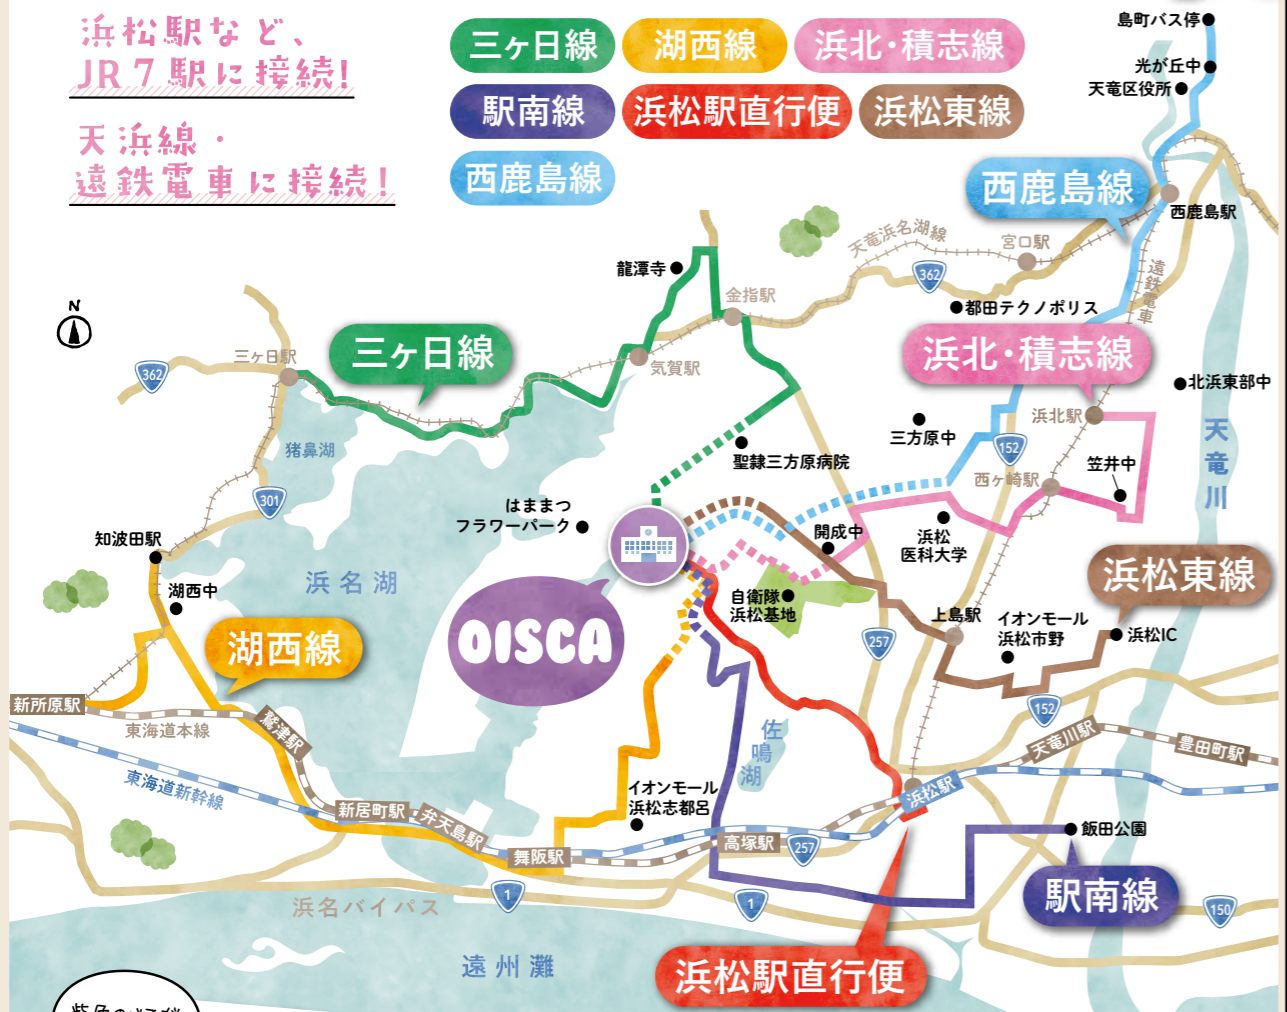 浜松駅など、
JR7駅に接続!
天浜線・
遠鉄電車に接続!
三ヶ日線
湖西線
浜北・積志線
駅南線
浜松駅直行便
浜松東線
西鹿島線
島町バス停
光が丘中
天竜区役所
西鹿島線
西鹿島駅
天竜浜名湖線
宮口駅
362
遠鉄電車
龍潭寺
金指駅
都田テクノポリス
N
三ヶ日駅
三ヶ日線
気賀駅
浜北・積志線
362
北浜東部中
浜北駅
三方原中
天竜川
猪鼻湖
聖隷三方原病院
152
笠井中
西ヶ崎駅
301
はままつ
フラワーパーク
開成中
浜松
医科大学
知波田駅
湖西中
浜名湖
浜松東線
自衛隊
浜松基地
上島駅
イオンモール
浜松市野
浜松IC
OISCA
湖西線
257
新所原駅
152
東海道本線
鷲津駅
佐鳴湖
天竜川駅
豊田町駅
東海道新幹線
イオンモール
浜松志都呂
浜松駅
新居町駅
弁天島駅
舞阪駅
高塚駅
257
飯田公園
駅南線
1
1
150
浜名バイパス
遠州灘
浜松駅直行便